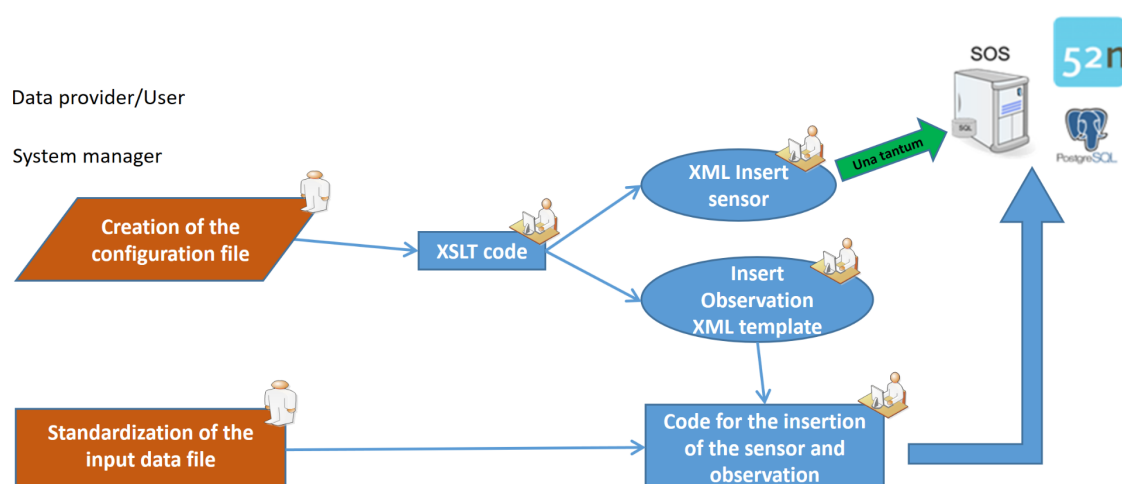 SOS
52n
Data provider/User
SQL
PostgreSQL
System manager
Una tantum
XML Insert
sensor
Creation of the
configuration file
XSLT code
Insert
Observation
XML template
Standardization of the
input data file
Code for the insertion
of the sensor and
observation